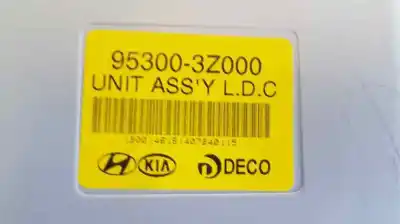 95300-3Z000
UNIT ASS'Y L.D.C
KIA DECO